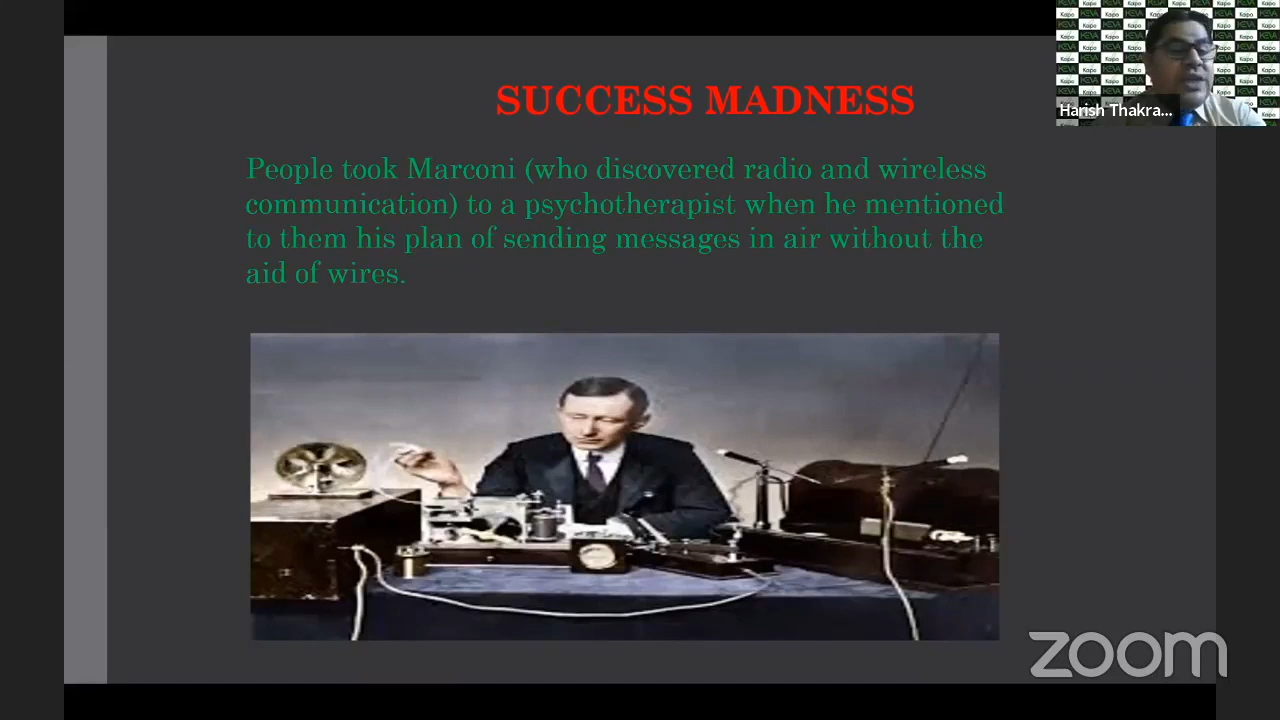 SUCCESS MADNESS
People took Marconi (who discovered radio and wireless
communication) to a psychotherapist when he mentioned
to them his plan of sending messages in air without the
aid of wires.
Harish Thakra...
zoom